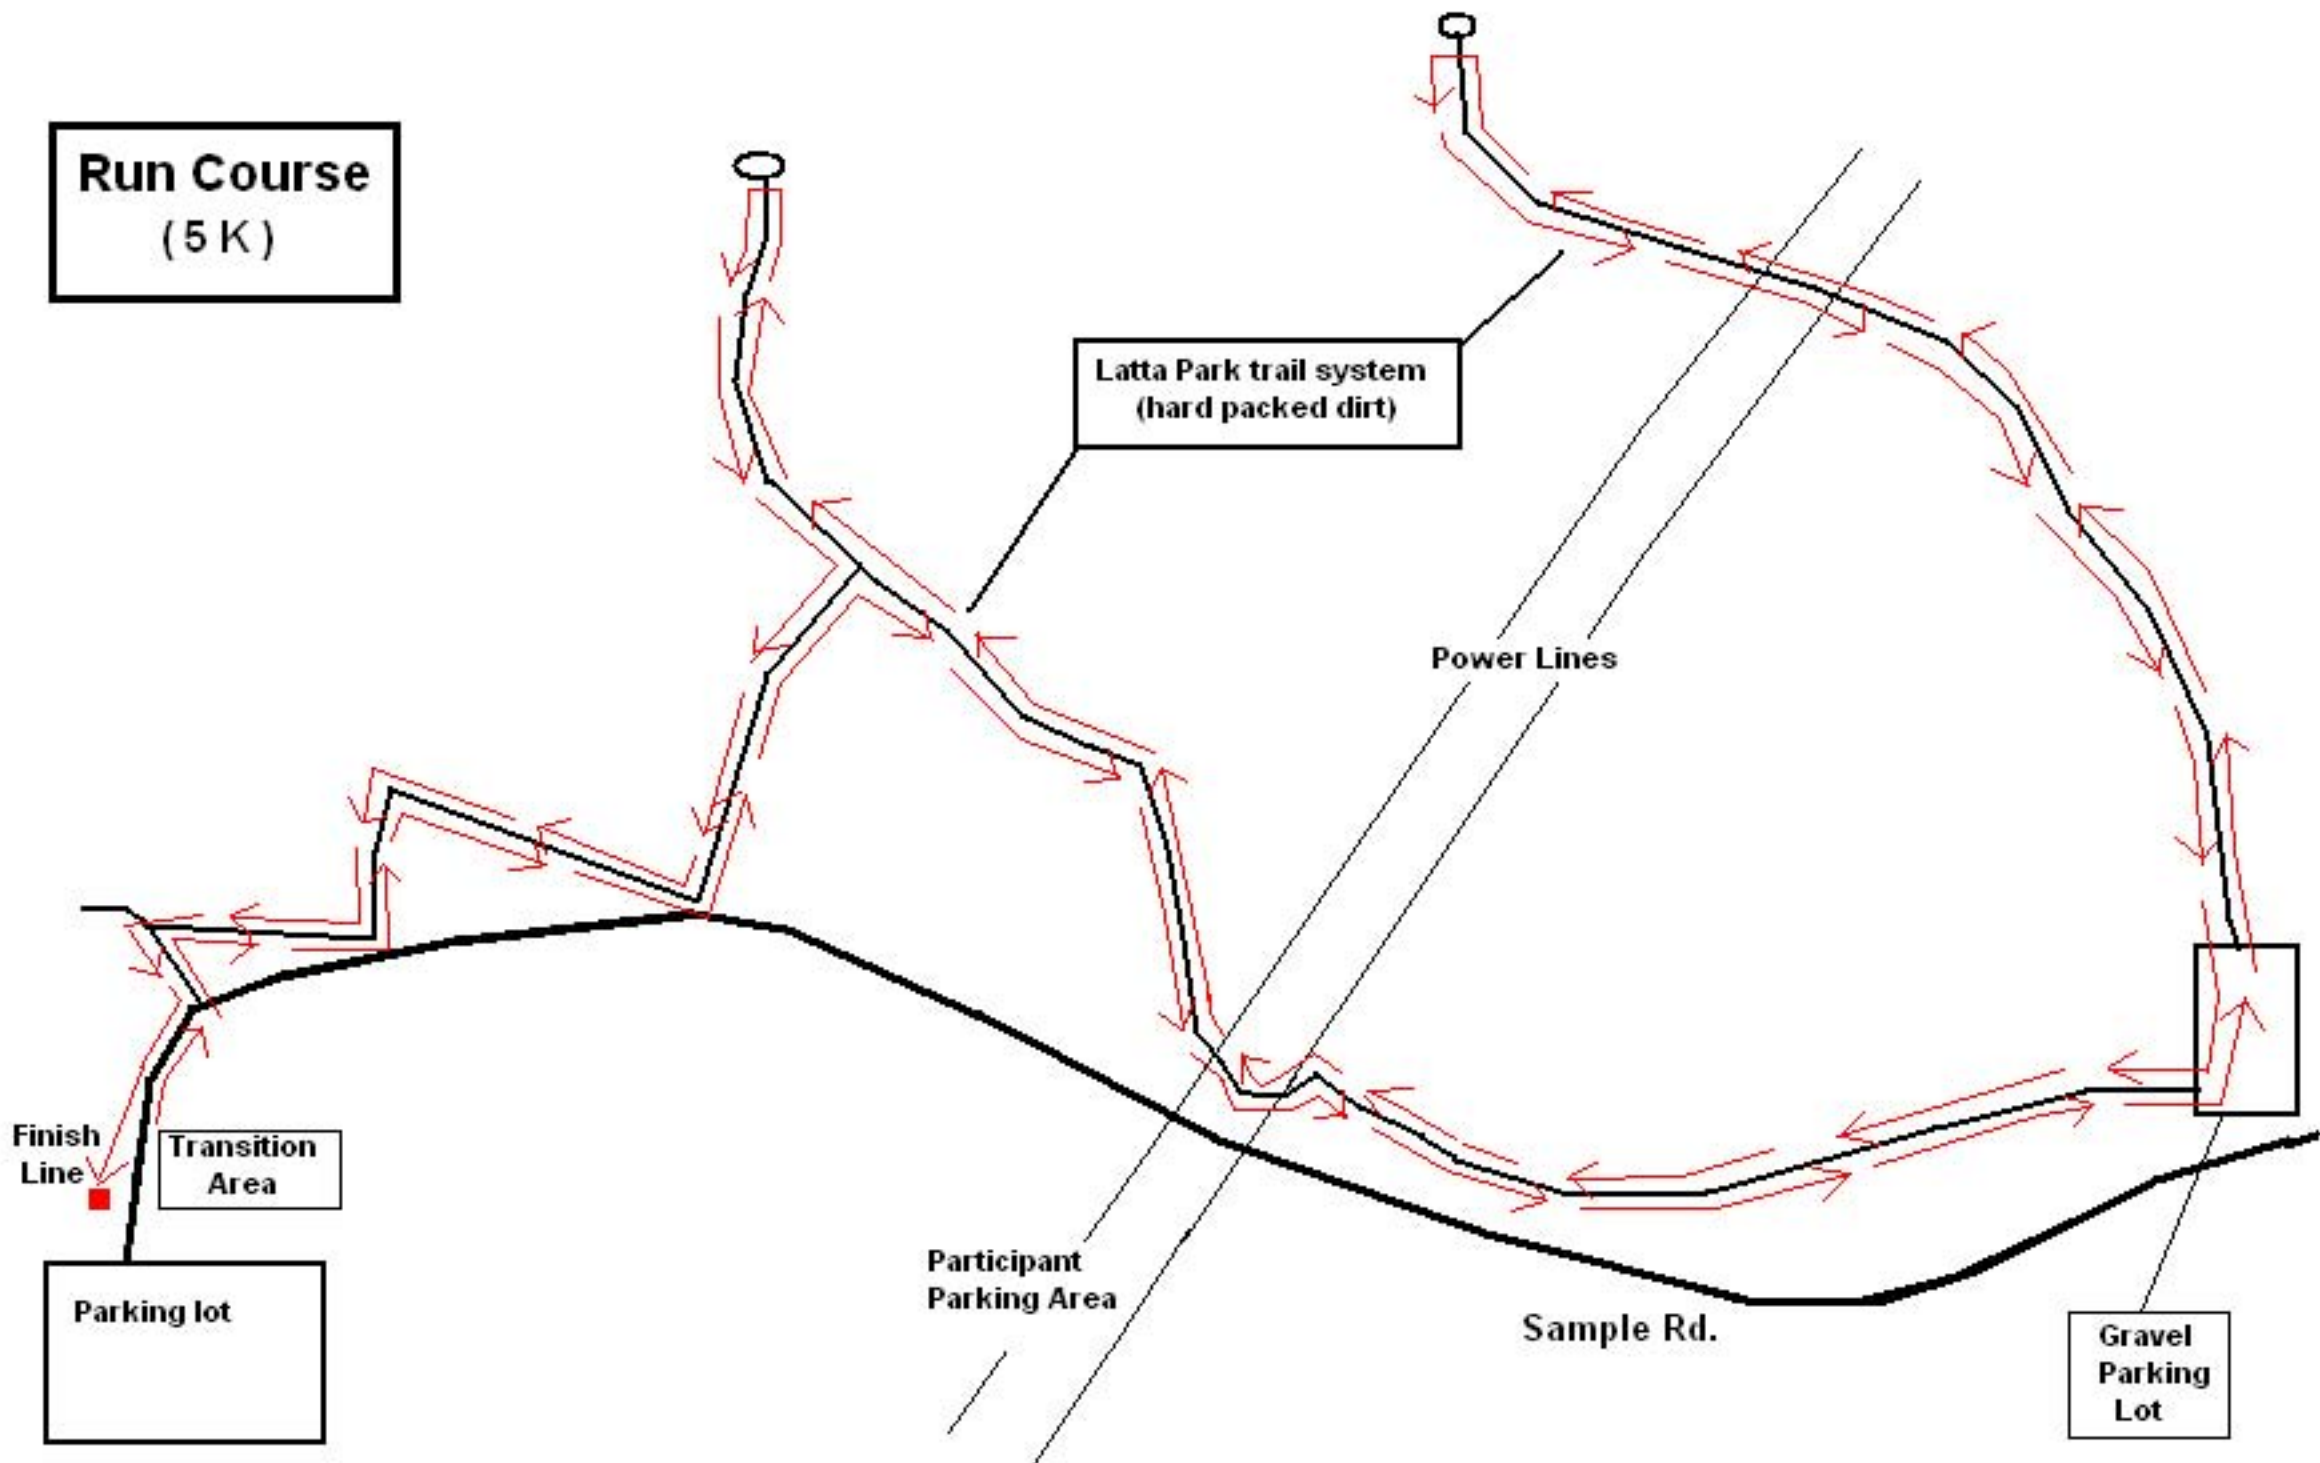 Run Course
( 5 K )
Latta Park trail system
(hard packed dirt)
Power Lines
Finish
Line
Transition
Area
Parking lot
Participant
Parking Area
Sample Rd.
Gravel
Parking
Lot